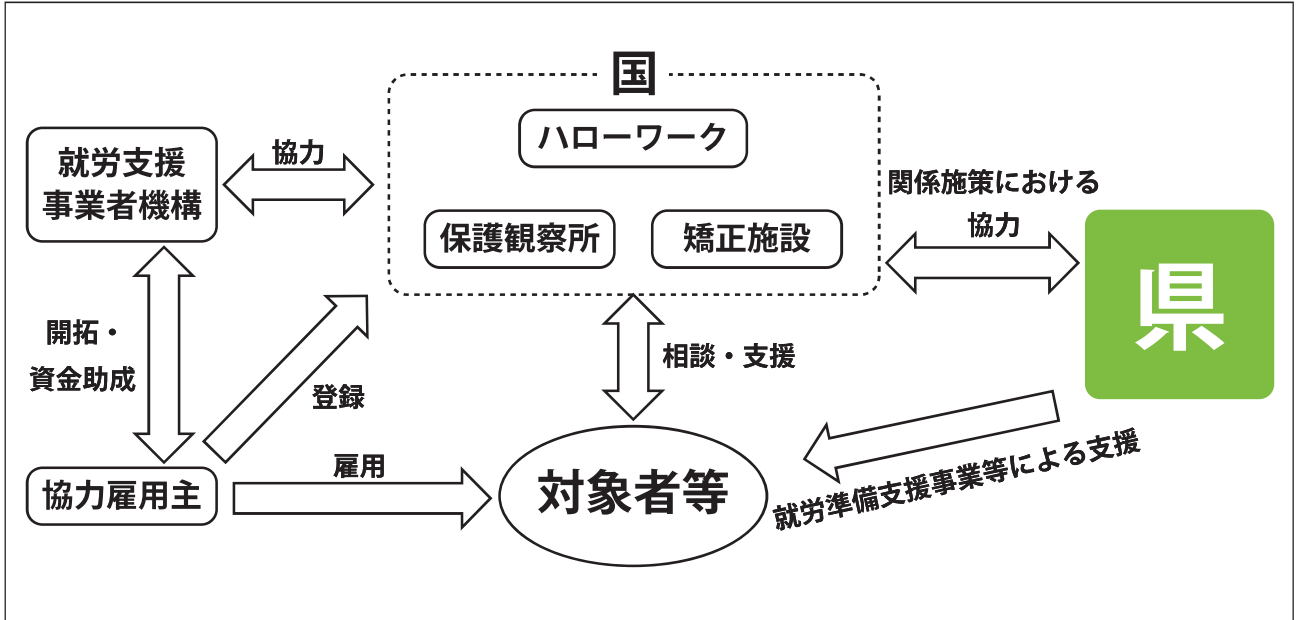 国
ハローワーク
就労支援
事業者機構
協力
保護観察所
矯正施設
関係施策における
協力
県
開拓・
資金助成
登録
相談・支援
協力雇用主
雇用
対象者等
就労準備支援事業等による支援